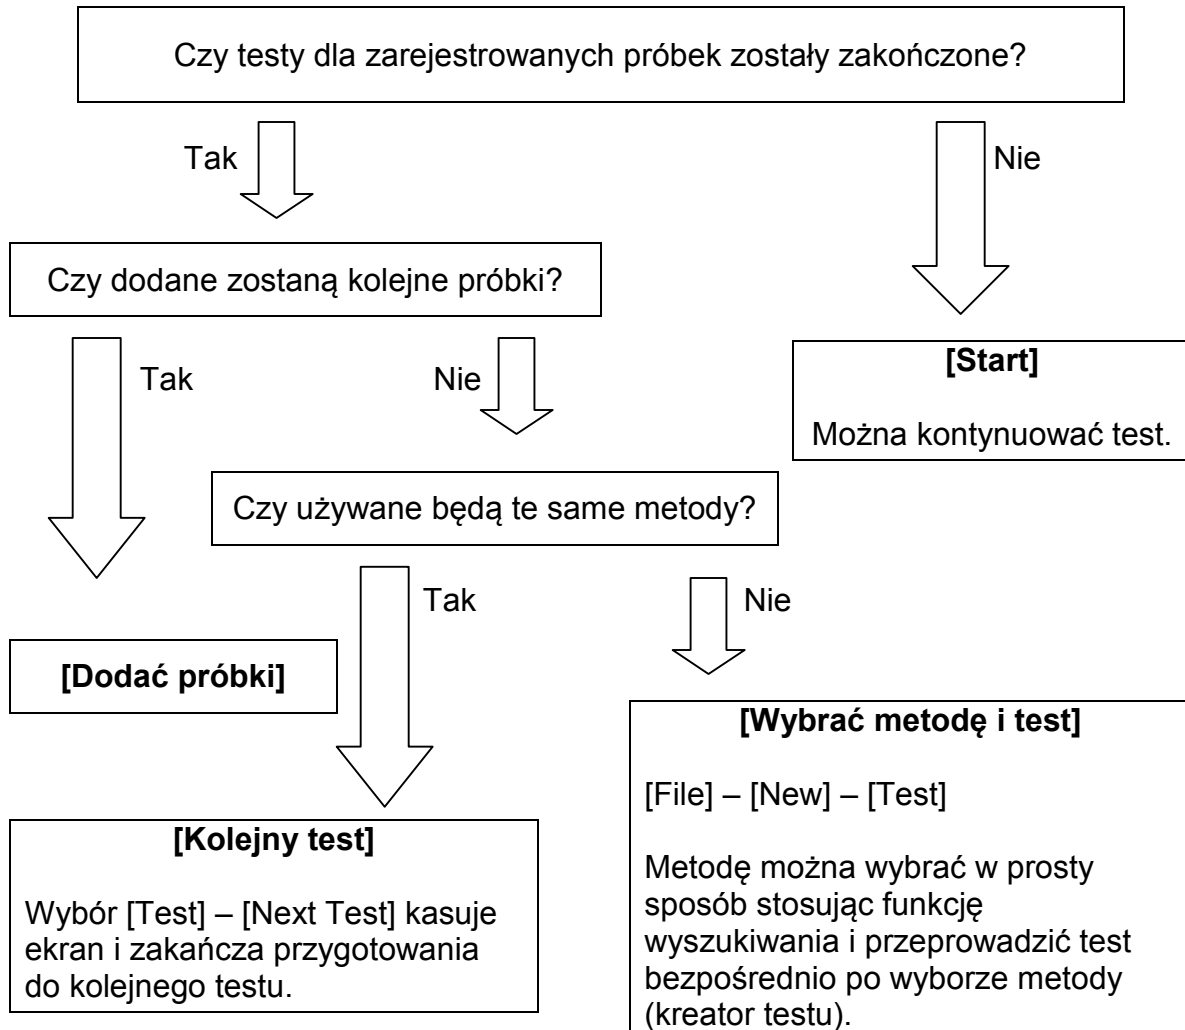 Czy testy dla zarejestrowanych próbek zostały zakończone?
Tak
Nie
Czy dodane zostaną kolejne próbki?
Tak
Nie
[Start]
Można kontynuować test.
Czy używane będą te same metody?
Tak
Nie
[Dodać próbki]
[Wybrać metodę i test]
[File] – [New] – [Test]
Metodę można wybrać w prosty
sposób stosując funkcję
wyszukiwania i przeprowadzić test
bezpośrednio po wyborze metody
(kreator testu).
[Kolejny test]
Wybór [Test] – [Next Test] kasuje
ekran i zakańcza przygotowania
do kolejnego testu.